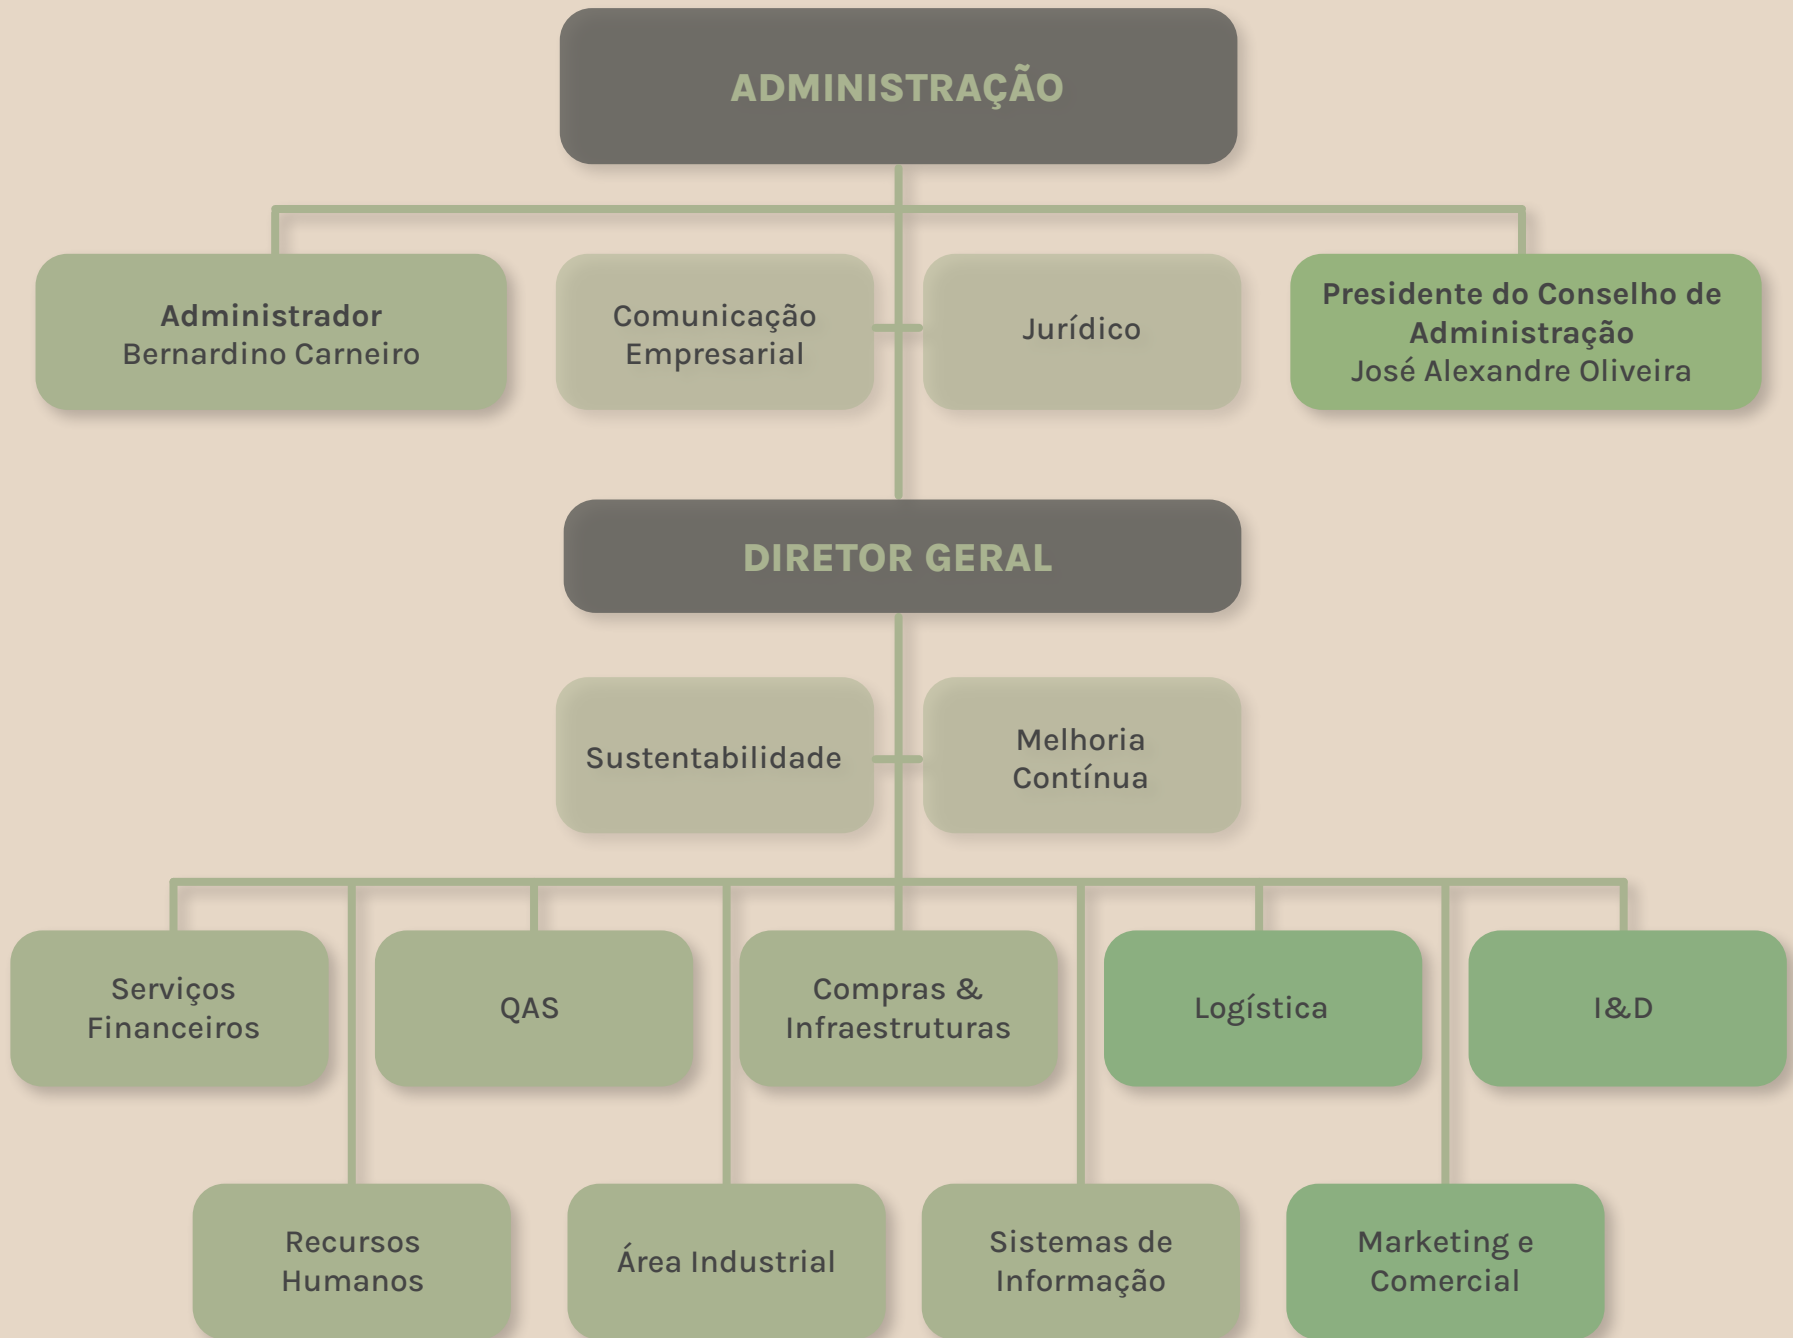 ADMINISTRAÇÃO
Administrador
Bernardino Carneiro
Comunicação
Empresarial
Jurídico
Presidente do Conselho de
Administração
José Alexandre Oliveira
DIRETOR GERAL
Sustentabilidade
Melhoria
Contínua
Serviços
Financeiros
QAS
Compras &
Infraestruturas
Logística
I&D
Recursos
Humanos
Área Industrial
Sistemas de
Informação
Marketing e
Comercial